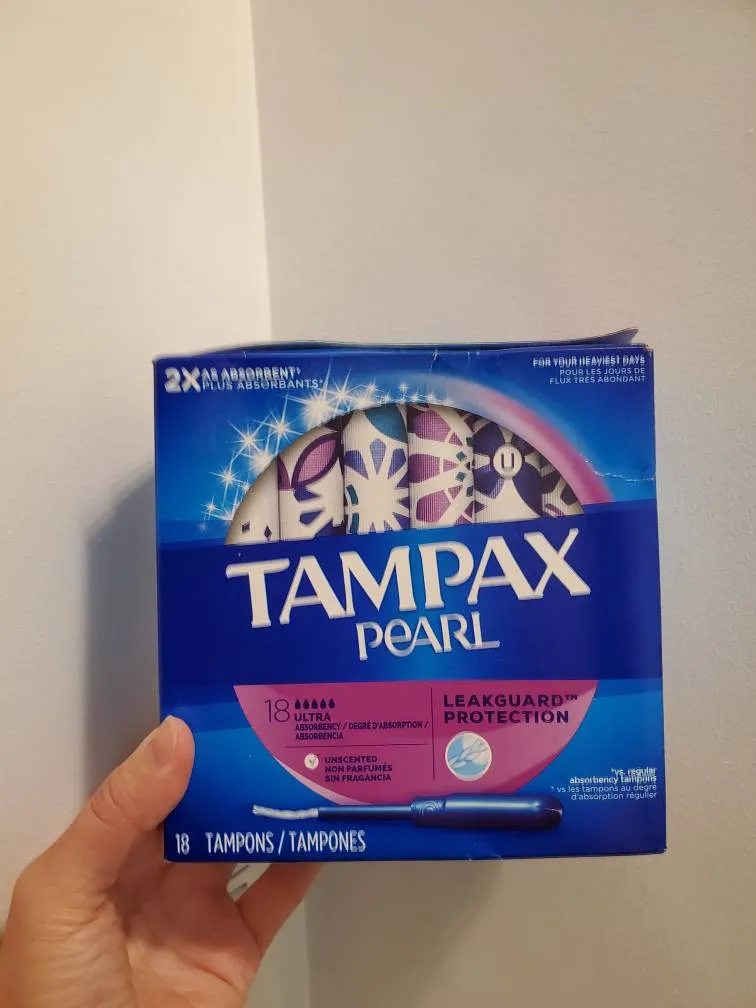 2X AS ABSORBENT*
PLUS ABSORBANTS*
FOR YOUR HEAVIEST DAYS
POUR LES JOURS DE
FLUX TRÈS ABONDANT
U
TAMPAX
PEARL
18 ULTRA
ABSORBENCY / DEGRÉ D'ABSORPTION /
ABSORBENCIA
UNSCENTED
NON PARFUMÉS
SIN FRAGANCIA
LEAKGUARD™
PROTECTION
*vs. regular
absorbency tampons
* vs les tampons au degré
d'absorption régulier
18 TAMPONS / TAMPONES